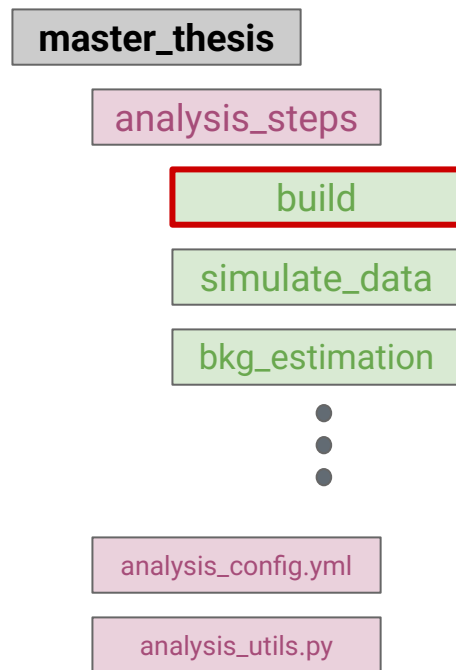 master_thesis
analysis_steps
build
simulate_data
bkg_estimation
analysis_config.yml
analysis_utils.py